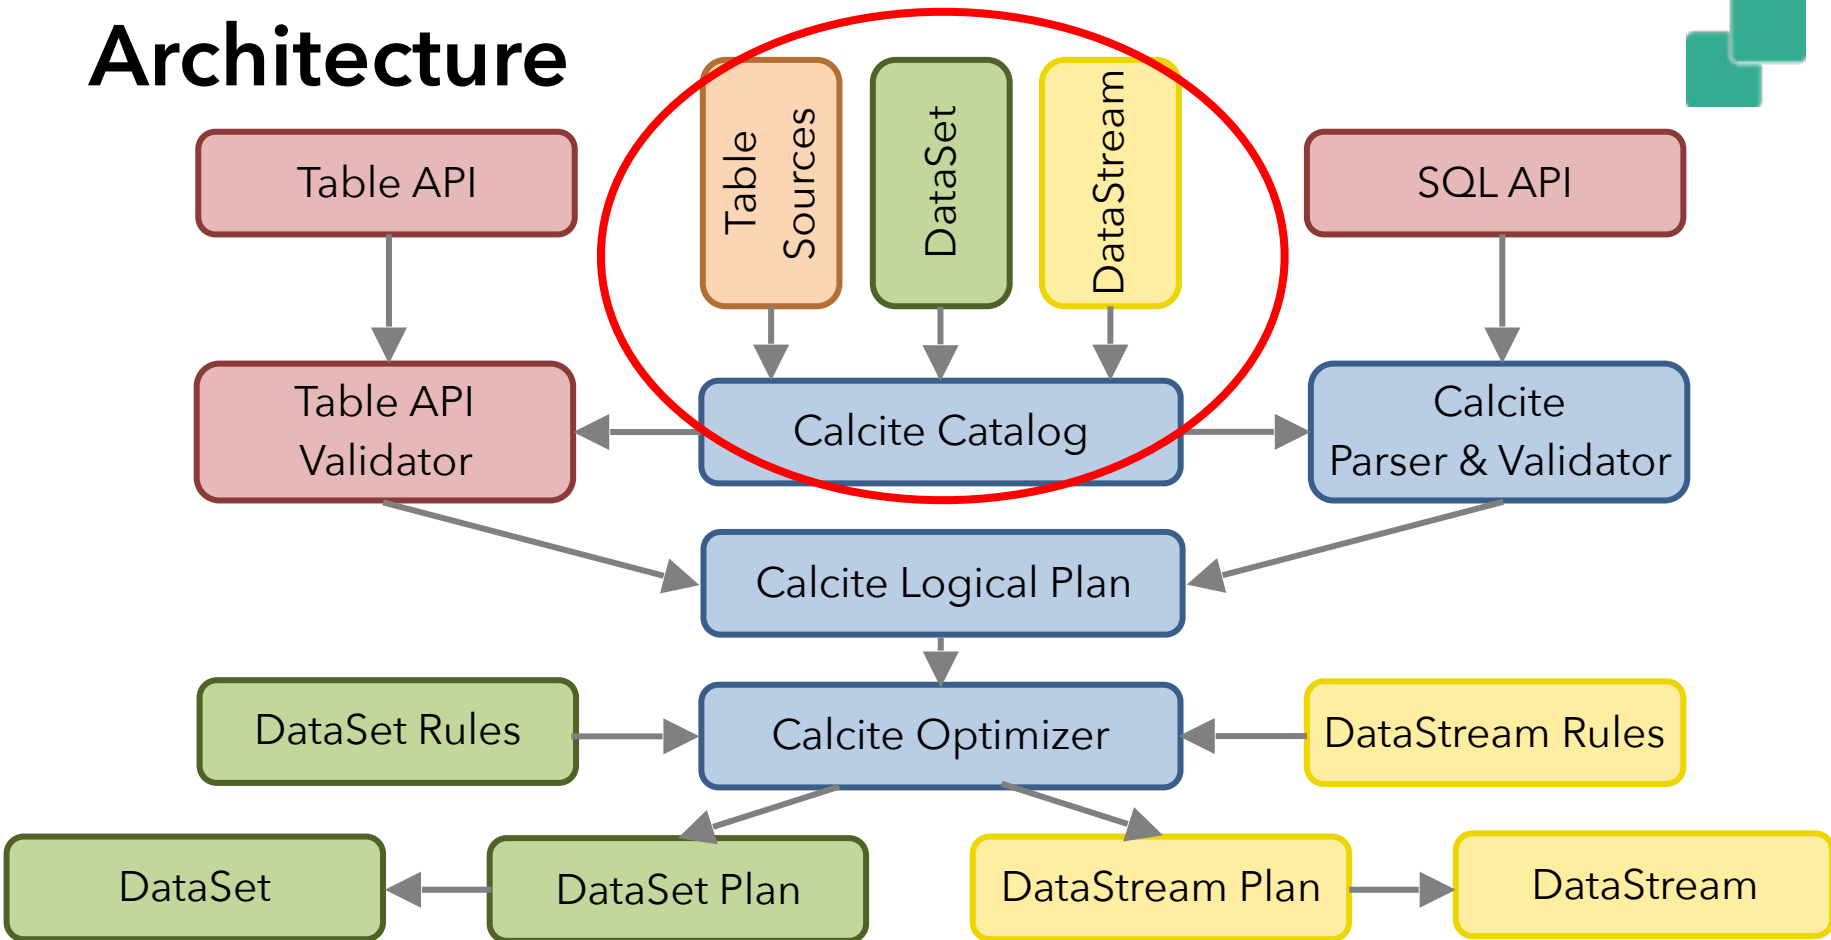 Architecture
Table API
Table
Sources
DataSet
DataStream
SQL API
Table API
Validator
Calcite Catalog
Calcite
Parser & Validator
Calcite Logical Plan
DataSet Rules
Calcite Optimizer
DataStream Rules
DataSet
DataSet Plan
DataStream Plan
DataStream